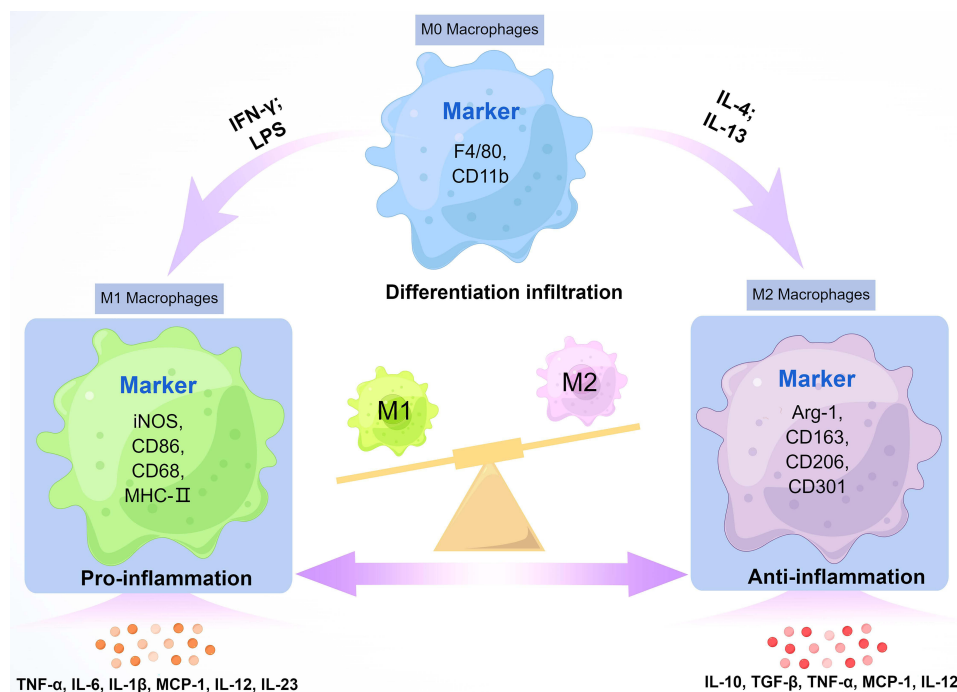 M0 Macrophages
Marker
F4/80,
CD11b
IFN-γ;
LPS
IL-4;
IL-13
Differentiation infiltration
M1 Macrophages
Marker
iNOS,
CD86,
CD68,
MHC-Ⅱ
Pro-inflammation
M1
M2
M2 Macrophages
Marker
Arg-1,
CD163,
CD206,
CD301
Anti-inflammation
TNF-α, IL-6, IL-1β, MCP-1, IL-12, IL-23
IL-10, TGF-β, TNF-α, MCP-1, IL-12